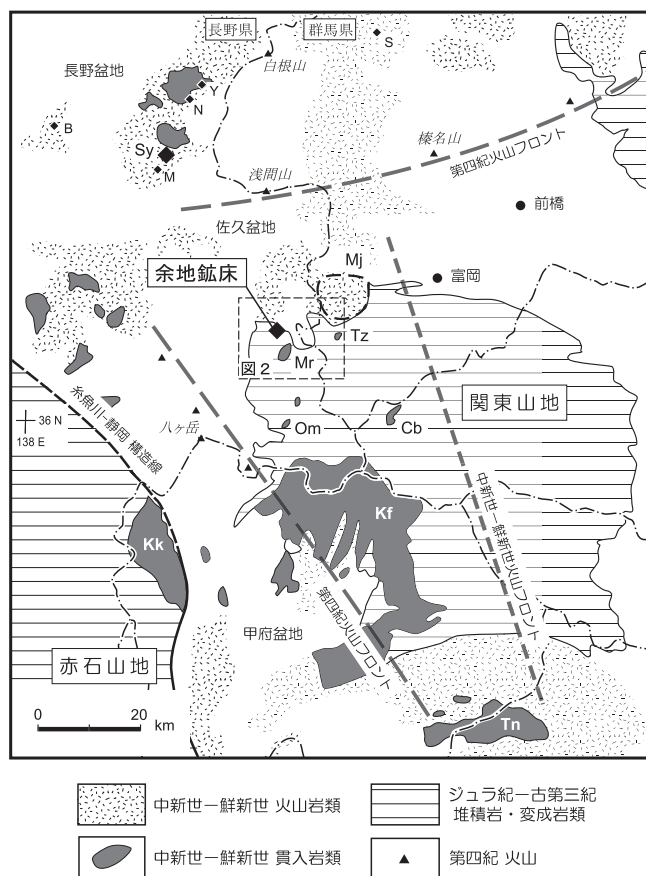 長野県
群馬県
S
白根山
長野盆地
Y
N
B
Sy
M
榛名山
第四紀火山フロント
浅間山
前橋
佐久盆地
余地鉱床
Mj
富岡
Tz
図2
Mr
関東山地
糸魚川-静岡 構造線
36 N
138 E
八ヶ岳
Om
Cb
中新世ー鮮新世火山フロント
Kk
Kf
第四紀火山フロント
甲府盆地
赤石山地
0 20
km
Tn
中新世ー鮮新世 火山岩類
ジュラ紀ー古第三紀
堆積岩・変成岩類
中新世ー鮮新世 貫入岩類
第四紀 火山